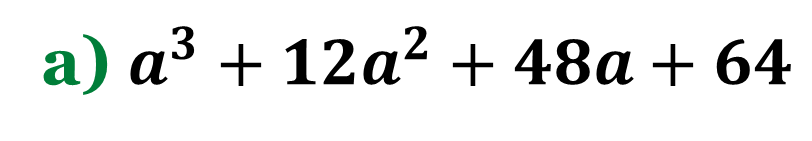 a) a³ + 12a² + 48a + 64